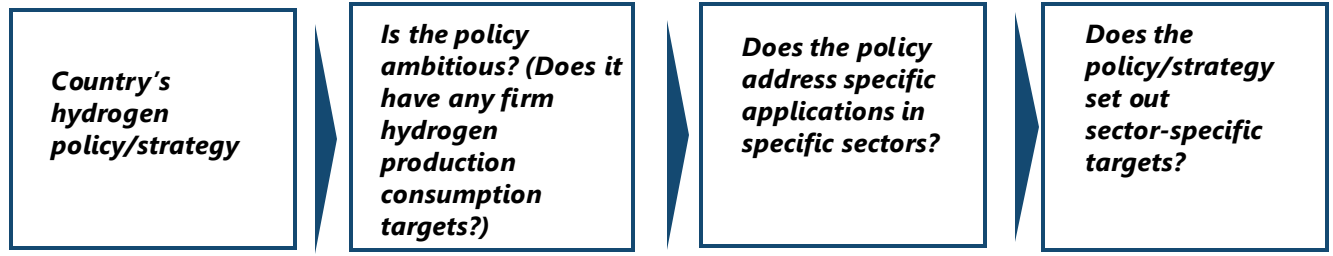 Country's
hydrogen
policy/strategy
Is the policy
ambitious? (Does it
have any firm
hydrogen
production
consumption
targets?)
Does the policy
address specific
applications in
specific sectors?
Does the
policy/strategy
set out
sector-specific
targets?